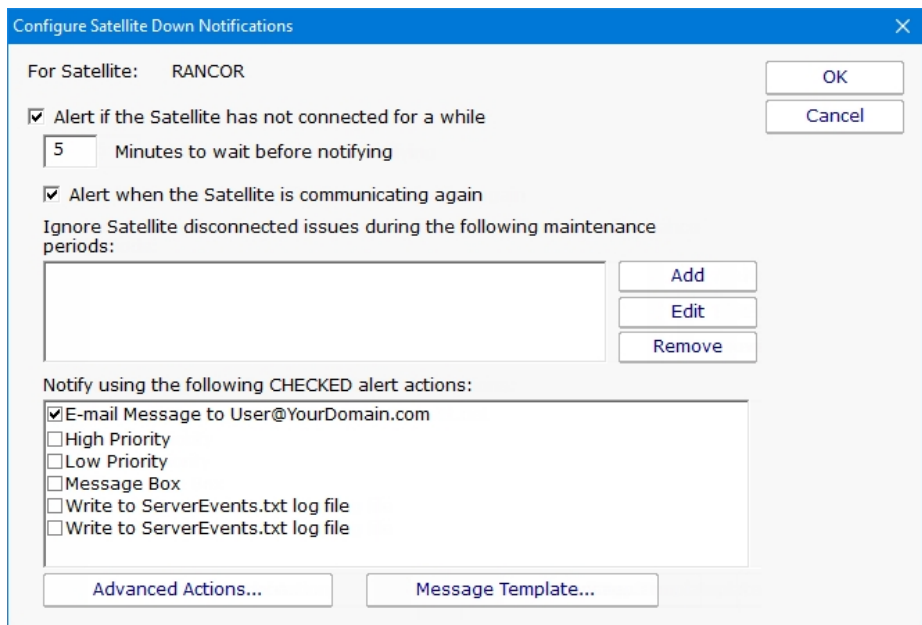 Configure Satellite Down Notifications
For Satellite: RANCOR
OK
Cancel
Alert if the Satellite has not connected for a while
5 Minutes to wait before notifying
Alert when the Satellite is communicating again
Ignore Satellite disconnected issues during the following maintenance
periods:
Add
Edit
Remove
Notify using the following CHECKED alert actions:
E-mail Message to User@YourDomain.com
High Priority
Low Priority
Message Box
Write to ServerEvents.txt log file
Write to ServerEvents.txt log file
Advanced Actions... Message Template...